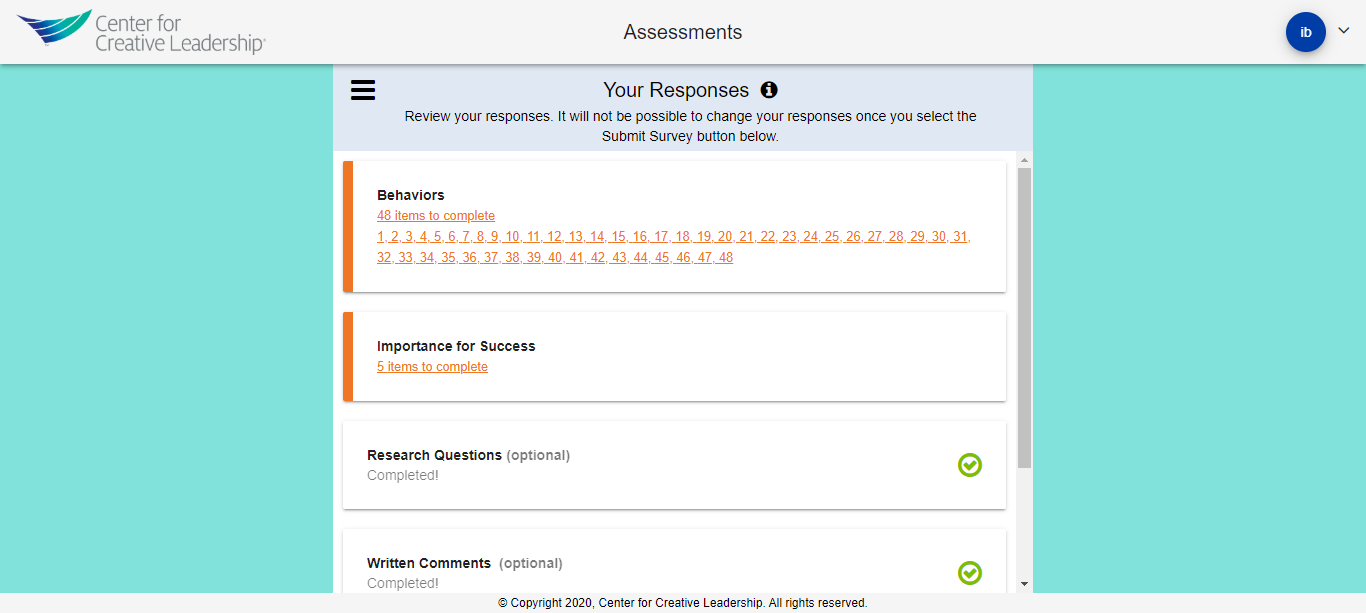 Center for
Creative Leadership®
Assessments
ib
Your Responses
Review your responses. It will not be possible to change your responses once you select the
Submit Survey button below.
Behaviors
48 items to complete
1, 2, 3, 4, 5, 6, 7, 8, 9, 10, 11, 12, 13, 14, 15, 16, 17, 18, 19, 20, 21, 22, 23, 24, 25, 26, 27, 28, 29, 30, 31,
32, 33, 34, 35, 36, 37, 38, 39, 40, 41, 42, 43, 44, 45, 46, 47, 48
Importance for Success
5 items to complete
Research Questions (optional)
Completed!
Written Comments (optional)
Completed!
© Copyright 2020, Center for Creative Leadership. All rights reserved.